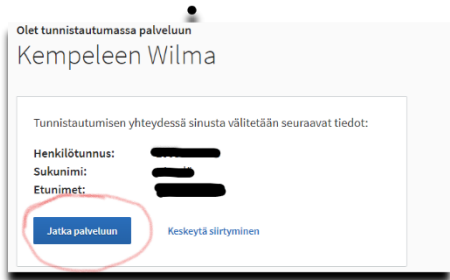 Olet tunnistautumassa palveluun
Kempeleen Wilma
Tunnistautumisen yhteydessä sinusta välitetään seuraavat tiedot:
Henkilötunnus:
Sukunimi:
Etunimet:
Jatka palveluun Keskeytä siirtyminen